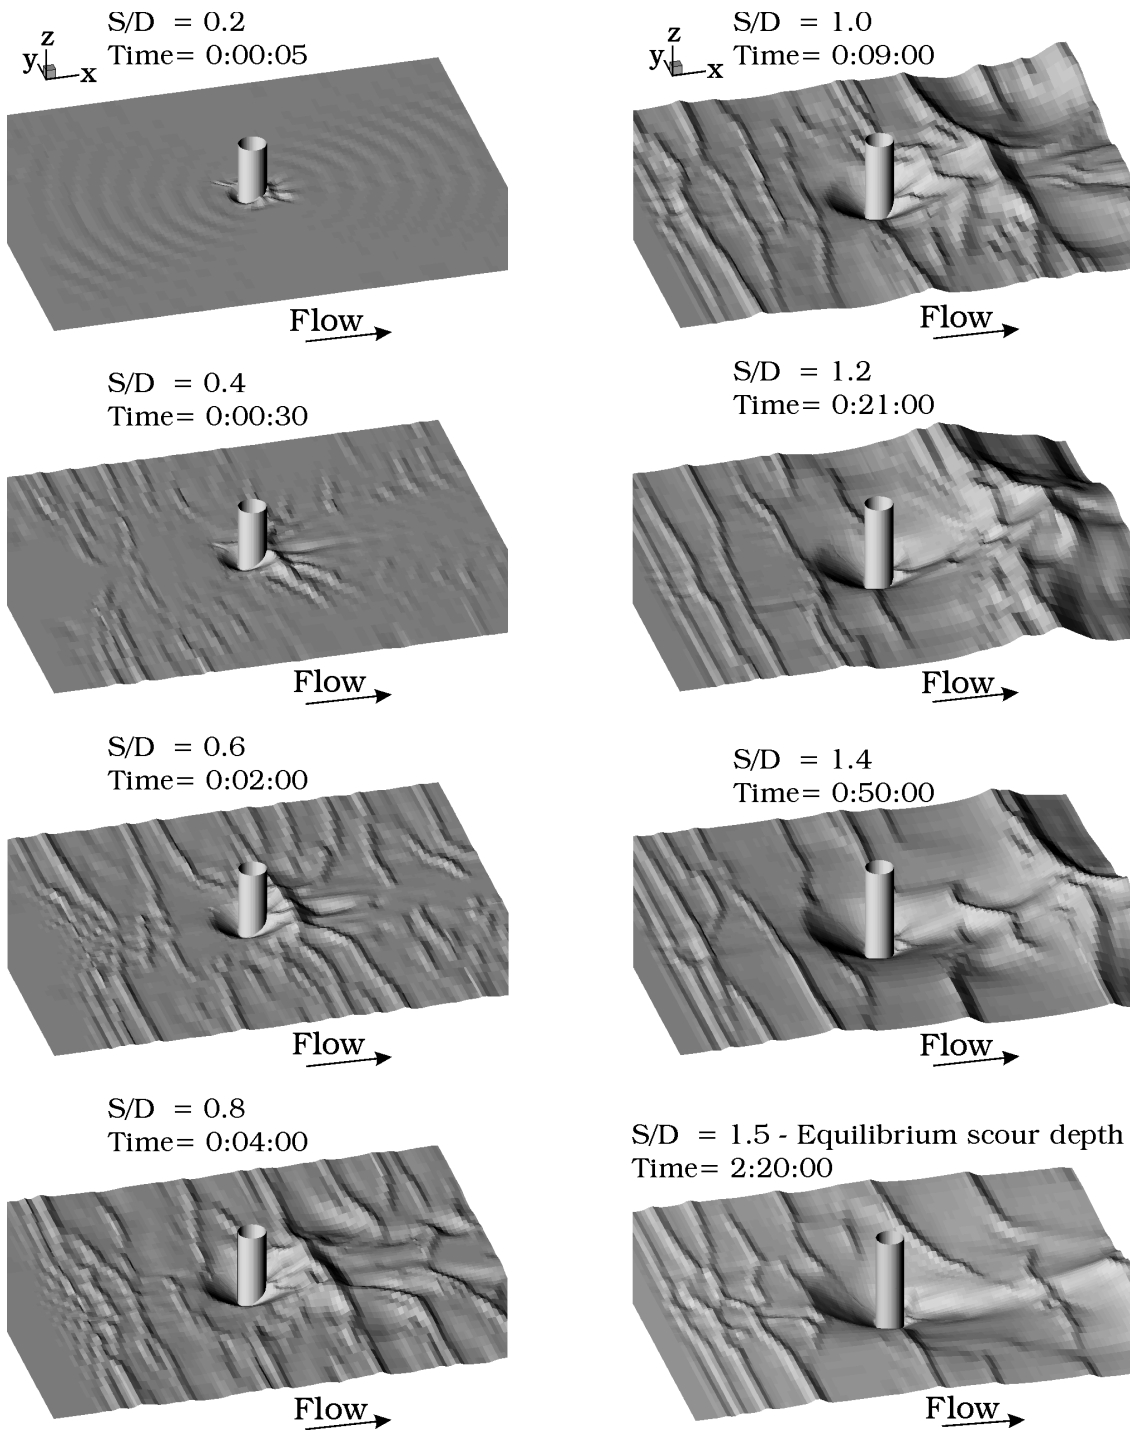 S/D = 0.2
Time= 0:00:05
z
y
x
Flow
S/D = 0.4
Time= 0:00:30
Flow
S/D = 0.6
Time= 0:02:00
Flow
S/D = 0.8
Time= 0:04:00
Flow
S/D = 1.0
Time= 0:09:00
z
y
x
Flow
S/D = 1.2
Time= 0:21:00
Flow
S/D = 1.4
Time= 0:50:00
Flow
S/D = 1.5 - Equilibrium scour depth
Time= 2:20:00
Flow